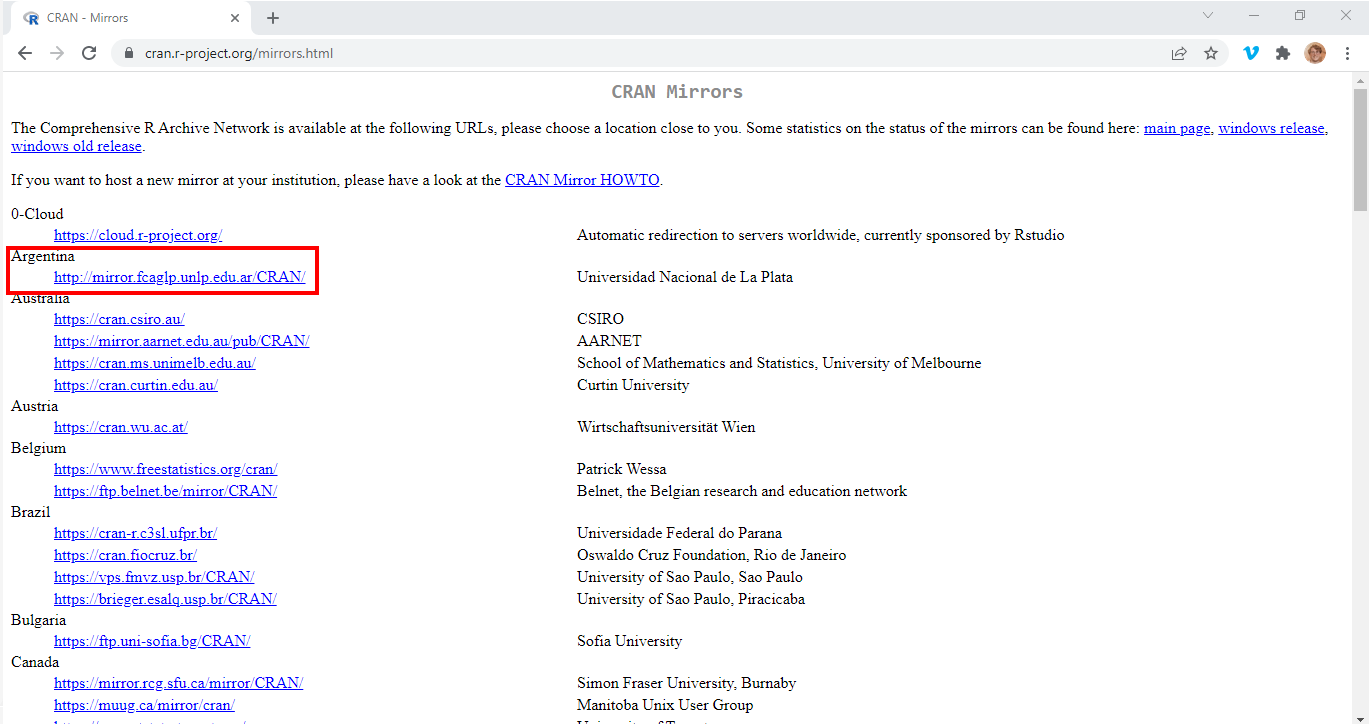 CRAN - Mirrors
cran.r-project.org/mirrors.html
CRAN Mirrors
The Comprehensive R Archive Network is available at the following URLs, please choose a location close to you. Some statistics on the status of the mirrors can be found here: main page, windows release,
windows old release.
If you want to host a new mirror at your institution, please have a look at the CRAN Mirror HOWTO.
0-Cloud
https://cloud.r-project.org/ Automatic redirection to servers worldwide, currently sponsored by Rstudio
Argentina
http://mirror.fcaglp.unlp.edu.ar/CRAN/ Universidad Nacional de La Plata
Australia
https://cran.csiro.au/ CSIRO
https://mirror.aarnet.edu.au/pub/CRAN/ AARNET
https://cran.ms.unimelb.edu.au/ School of Mathematics and Statistics, University of Melbourne
https://cran.curtin.edu.au/ Curtin University
Austria
https://cran.wu.ac.at/ Wirtschaftsuniversität Wien
Belgium
https://www.freestatistics.org/cran/ Patrick Wessa
https://ftp.belnet.be/mirror/CRAN/ Belnet, the Belgian research and education network
Brazil
https://cran-r.c3sl.ufpr.br/ Universidade Federal do Parana
https://cran.fiocruz.br/ Oswaldo Cruz Foundation, Rio de Janeiro
https://vps.fmvz.usp.br/CRAN/ University of Sao Paulo, Sao Paulo
https://brieger.esalq.usp.br/CRAN/ University of Sao Paulo, Piracicaba
Bulgaria
https://ftp.uni-sofia.bg/CRAN/ Sofia University
Canada
https://mirror.rcg.sfu.ca/mirror/CRAN/ Simon Fraser University, Burnaby
https://muug.ca/mirror/cran/ Manitoba Unix User Group